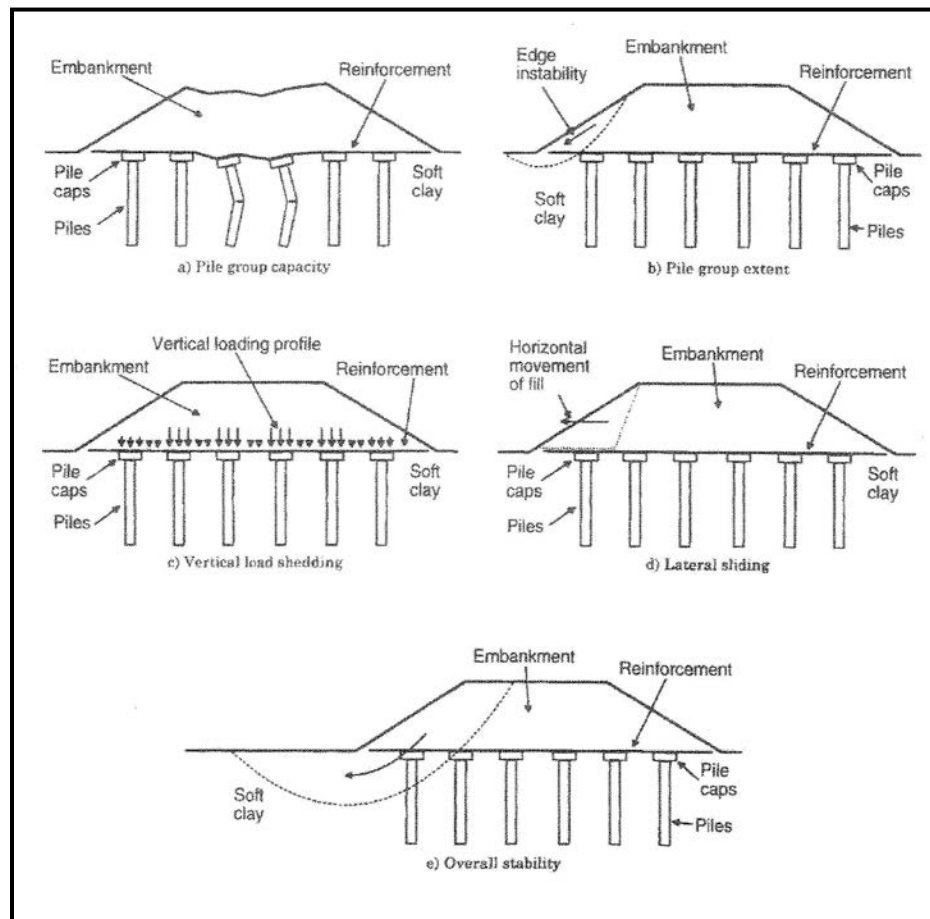 Embankment
Reinforcement
Pile
caps
Piles
Soft
clay
a) Pile group capacity
Edge
instability
Embankment
Reinforcement
Soft
clay
Pile
caps
Piles
b) Pile group extent
Vertical loading profile
Embankment
Reinforcement
Pile
caps
Piles
Soft
clay
c) Vertical load shedding
Horizontal
movement
of fill
Embankment
Reinforcement
Pile
caps
Piles
Soft
clay
d) Lateral sliding
Embankment
Reinforcement
Soft
clay
Pile
caps
Piles
e) Overall stability